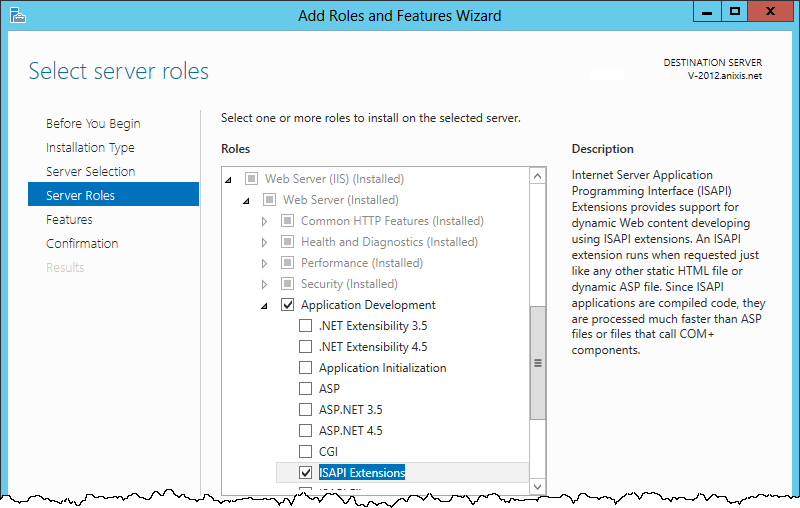 Add Roles and Features Wizard
Select server roles
DESTINATION SERVER
V-2012.anixis.net
Before You Begin
Installation Type
Server Selection
Server Roles
Features
Confirmation
Results
Select one or more roles to install on the selected server.
Roles
Web Server (IIS) (Installed)
Web Server (Installed)
Common HTTP Features (Installed)
Health and Diagnostics (Installed)
Performance (Installed)
Security (Installed)
Application Development
.NET Extensibility 3.5
.NET Extensibility 4.5
Application Initialization
ASP
ASP.NET 3.5
ASP.NET 4.5
CGI
ISAPI Extensions
Description
Internet Server Application
Programming Interface (ISAPI)
Extensions provides support for
dynamic Web content developing
using ISAPI extensions. An ISAPI
extension runs when requested just
like any other static HTML file or
dynamic ASP file. Since ISAPI
applications are compiled code, they
are processed much faster than ASP
files or files that call COM+
components.